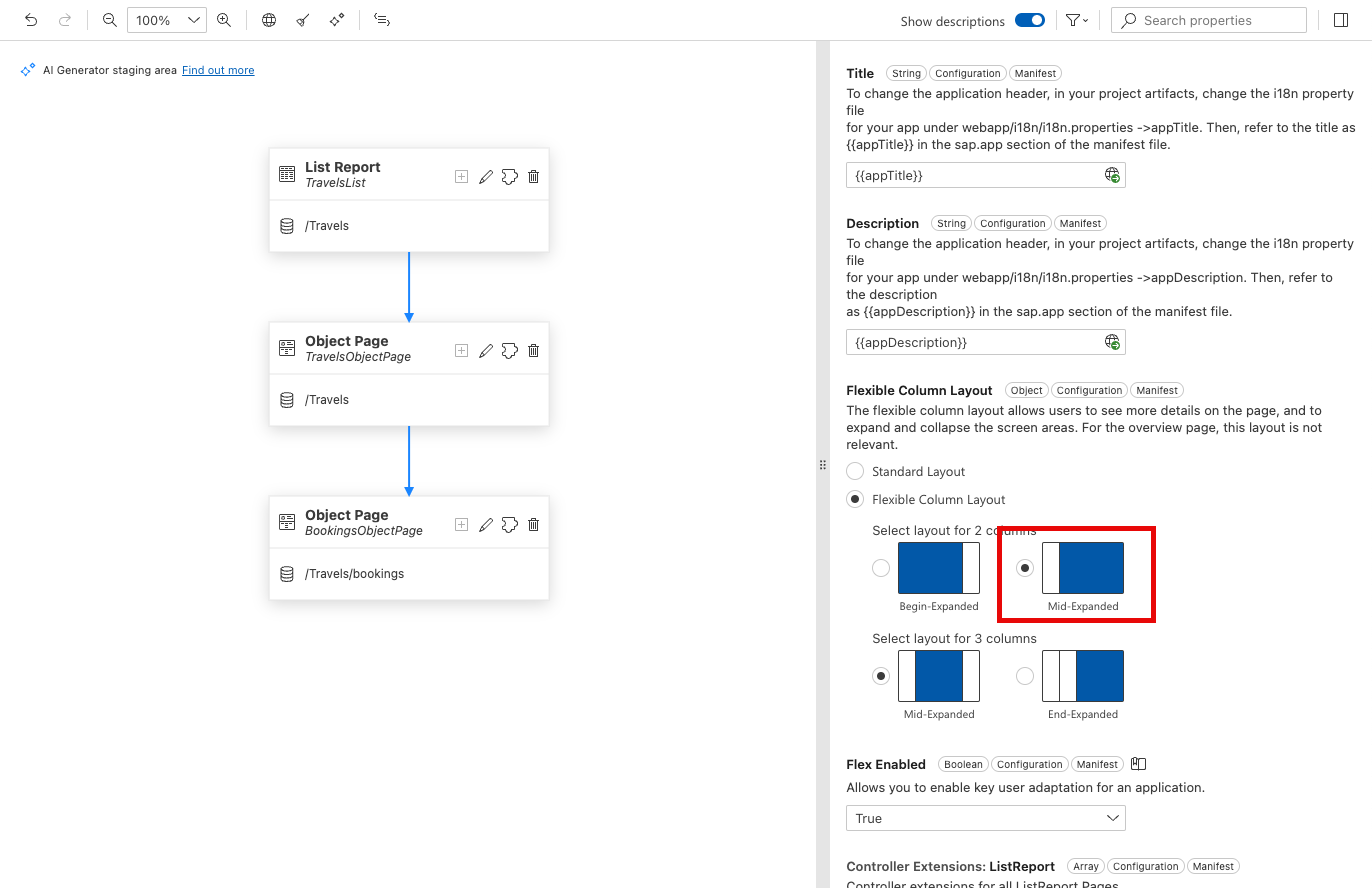 100%
Show descriptions
Search properties
AI Generator staging area Find out more
List Report
TravelsList
/Travels
Object Page
TravelsObjectPage
/Travels
Object Page
BookingsObjectPage
/Travels/bookings
Title String Configuration Manifest
To change the application header, in your project artifacts, change the i18n property
file
for your app under webapp/i18n/i18n.properties ->appTitle. Then, refer to the title as
{{appTitle}} in the sap.app section of the manifest file.
{{appTitle}}
Description String Configuration Manifest
To change the application header, in your project artifacts, change the i18n property
file
for your app under webapp/i18n/i18n.properties ->appDescription. Then, refer to
the description
as {{appDescription}} in the sap.app section of the manifest file.
{{appDescription}}
Flexible Column Layout Object Configuration Manifest
The flexible column layout allows users to see more details on the page, and to
expand and collapse the screen areas. For the overview page, this layout is not
relevant.
Standard Layout
Flexible Column Layout
Select layout for 2 columns
Begin-Expanded Mid-Expanded
Select layout for 3 columns
Mid-Expanded End-Expanded
Flex Enabled Boolean Configuration Manifest
Allows you to enable key user adaptation for an application.
True
Controller Extensions: ListReport Array Configuration Manifest
Controller extensions for all ListReport Pages